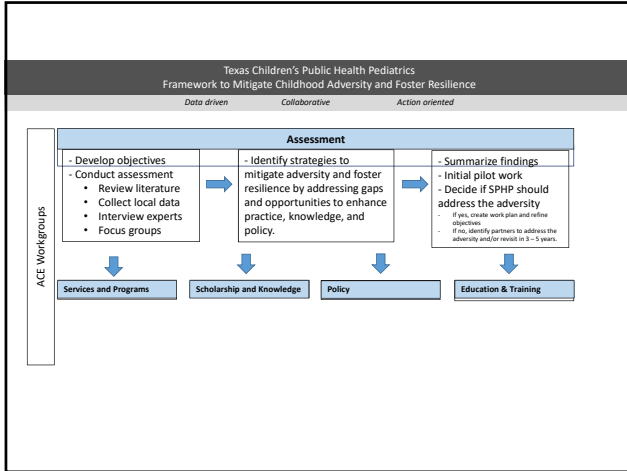 Texas Children's Public Health Pediatrics
Framework to Mitigate Childhood Adversity and Foster Resilience
Data driven
Collaborative
Action oriented
ACE Workgroups
Assessment
- Develop objectives
- Conduct assessment
• Review literature
• Collect local data
• Interview experts
• Focus groups
- Identify strategies to
mitigate adversity and foster
resilience by addressing gaps
and opportunities to enhance
practice, knowledge, and
policy.
- Summarize findings
- Initial pilot work
- Decide if SPHP should
address the adversity
- If yes, create work plan and refine
objectives
- If no, identify partners to address the
adversity and/or revisit in 3 – 5 years.
Services and Programs
Scholarship and Knowledge
Policy
Education & Training